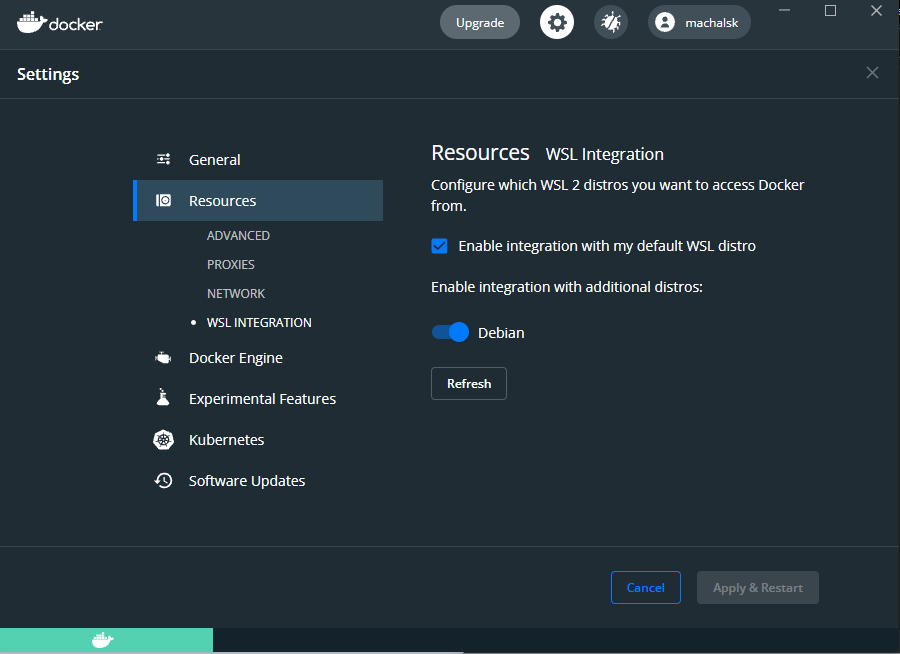 docker
Upgrade
machalsk
Settings
General
Resources
ADVANCED
PROXIES
NETWORK
WSL INTEGRATION
Docker Engine
Experimental Features
Kubernetes
Software Updates
Resources WSL Integration
Configure which WSL 2 distros you want to access Docker
from.
Enable integration with my default WSL distro
Enable integration with additional distros:
Debian
Refresh
Cancel
Apply & Restart